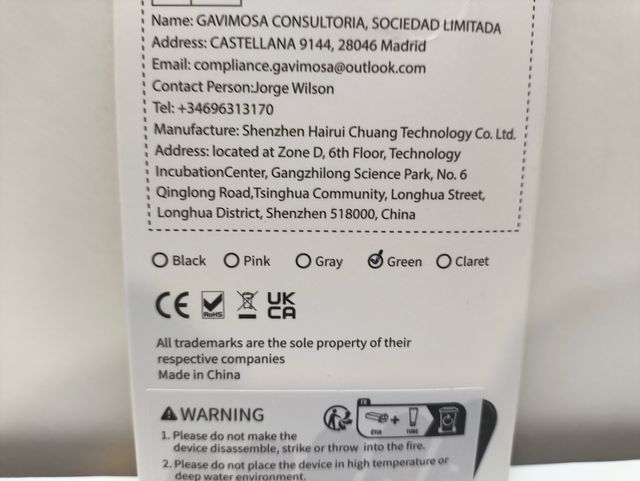 Name: GAVIMOSA CONSULTORIA, SOCIEDAD LIMITADA
Address: CASTELLANA 9144, 28046 Madrid
Email: compliance.gavimosa@outlook.com
Contact Person:Jorge Wilson
Tel: +34696313170
Manufacture: Shenzhen Hairui Chuang Technology Co. Ltd.
Address: located at Zone D, 6th Floor, Technology
IncubationCenter, Gangzhilong Science Park, No. 6
Qinglong Road,Tsinghua Community, Longhua Street,
Longhua District, Shenzhen 518000, China
Black Pink Gray Green Claret
CE RoHS UK
CA
All trademarks are the sole property of their
respective companies
Made in China
WARNING
FR
+
ÉTUI TUBE
1. Please do not make the
device disassemble, strike or throw into the fire.
2. Please do not place the device in high temperature or
deep water environment.